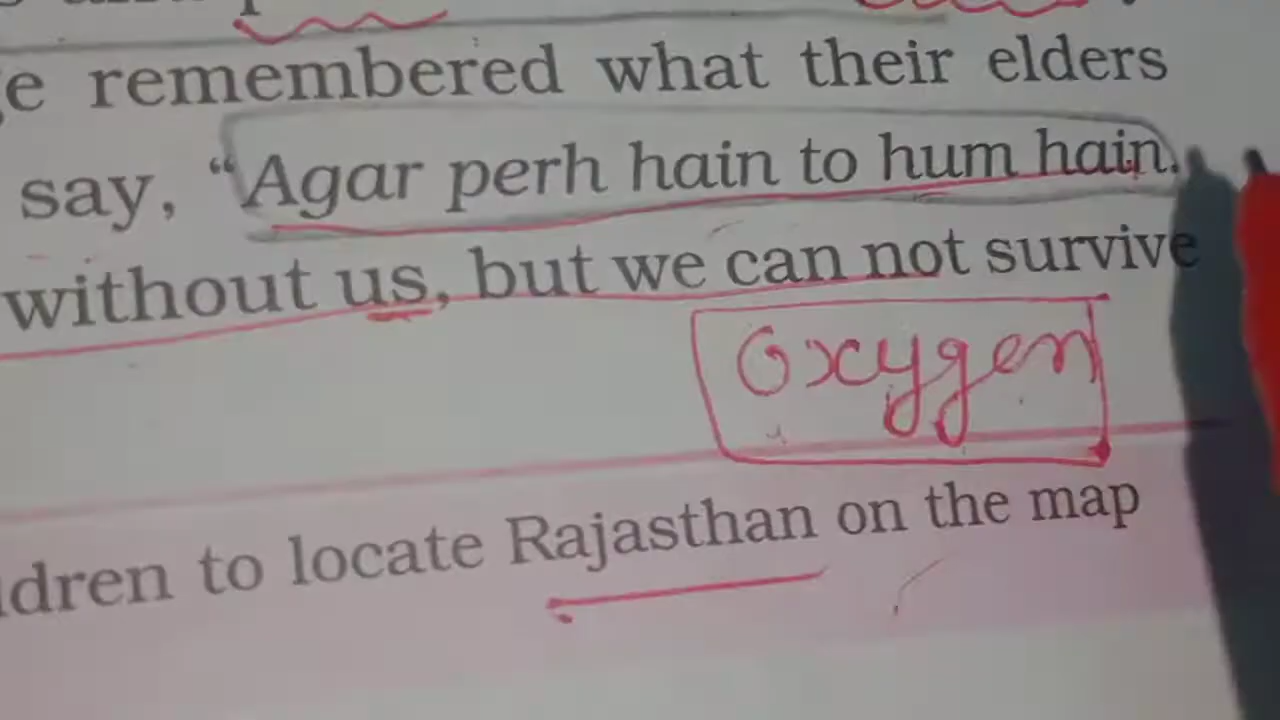 remembered what their elders
say, “Agar perh hain to hum hain.
without us, but we can not survive
Oxygen
to locate Rajasthan on the map